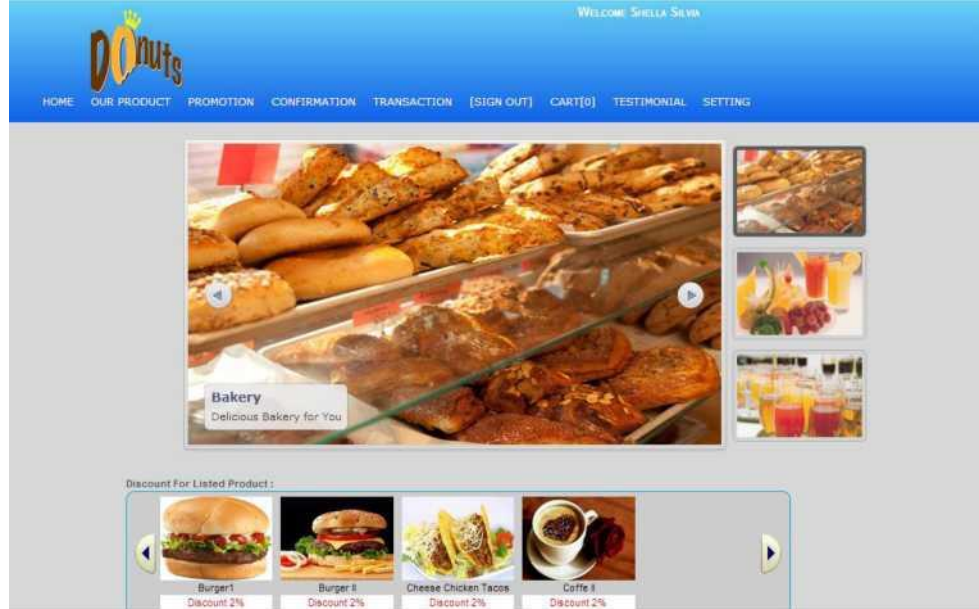 Welcome Shella Silvia
Donuts
HOME OUR PRODUCT PROMOTION CONFIRMATION TRANSACTION [SIGN OUT] CART[0] TESTIMONIAL SETTING
Bakery
Delicious Bakery for You
Discount For Listed Product :
Burger1 Burger II Cheese Chicken Tacos Coffe II
Discount 2% Discount 2% Discount 2% Discount 2%